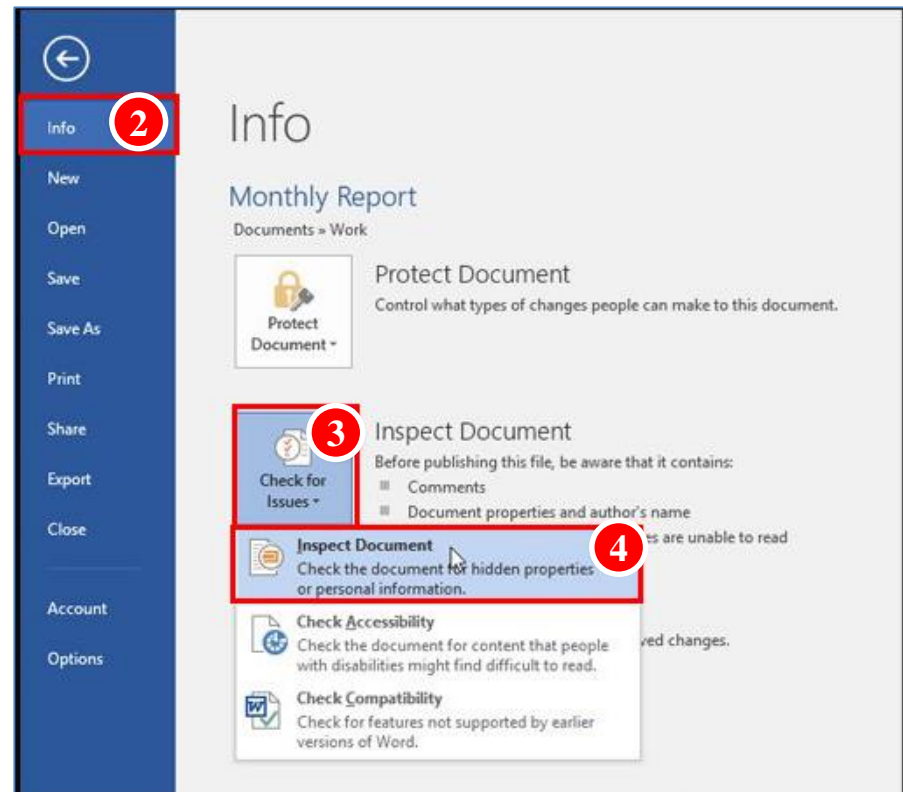 Info
2
New
Open
Save
Save As
Print
Share
Export
Close
Account
Options
Info
Monthly Report
Documents » Work
Protect
Document
Protect Document
Control what types of changes people can make to this document.
3
Check for
Issues
Inspect Document
Before publishing this file, be aware that it contains:
Comments
Document properties and author's name
es are unable to read
4
Inspect Document
Check the document for hidden properties
or personal information.
Check Accessibility
Check the document for content that people
with disabilities might find difficult to read.
ved changes.
Check Compatibility
Check for features not supported by earlier
versions of Word.